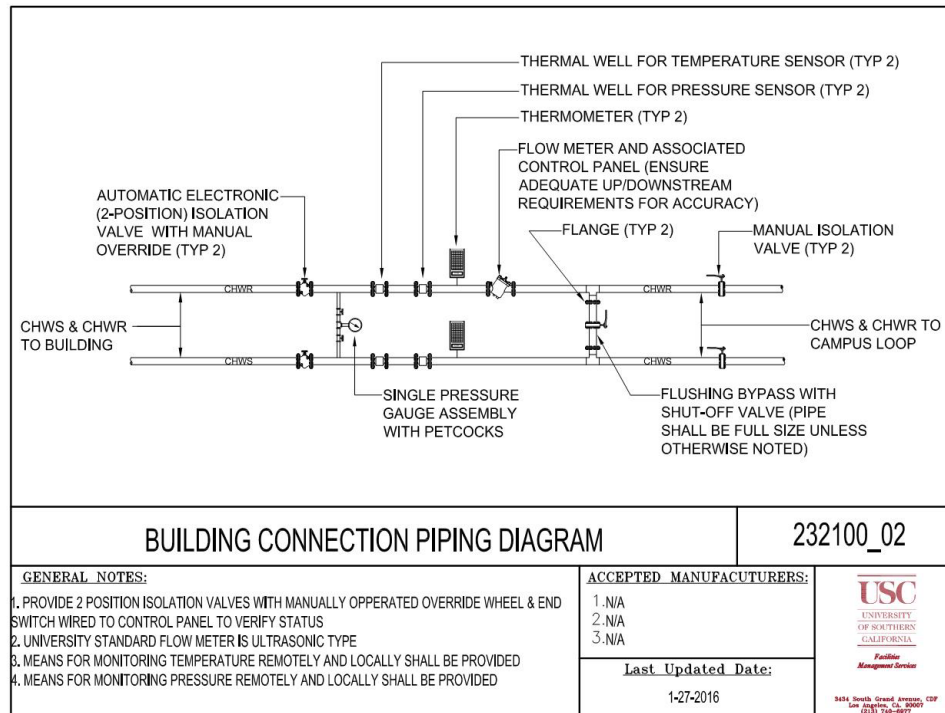 THERMAL WELL FOR TEMPERATURE SENSOR (TYP 2)
THERMAL WELL FOR PRESSURE SENSOR (TYP 2)
THERMOMETER (TYP 2)
FLOW METER AND ASSOCIATED
CONTROL PANEL (ENSURE
ADEQUATE UP/DOWNSTREAM
REQUIREMENTS FOR ACCURACY)
AUTOMATIC ELECTRONIC
(2-POSITION) ISOLATION
VALVE WITH MANUAL
OVERRIDE (TYP 2)
FLANGE (TYP 2)
MANUAL ISOLATION
VALVE (TYP 2)
CHWR
CHWR
CHWS & CHWR
TO BUILDING
CHWS & CHWR TO
CAMPUS LOOP
CHWS
CHWS
SINGLE PRESSURE
GAUGE ASSEMBLY
WITH PETCOCKS
FLUSHING BYPASS WITH
SHUT-OFF VALVE (PIPE
SHALL BE FULL SIZE UNLESS
OTHERWISE NOTED)
BUILDING CONNECTION PIPING DIAGRAM
232100_02
GENERAL NOTES:
1. PROVIDE 2 POSITION ISOLATION VALVES WITH MANUALLY OPPERATED OVERRIDE WHEEL & END
SWITCH WIRED TO CONTROL PANEL TO VERIFY STATUS
2. UNIVERSITY STANDARD FLOW METER IS ULTRASONIC TYPE
3. MEANS FOR MONITORING TEMPERATURE REMOTELY AND LOCALLY SHALL BE PROVIDED
4. MEANS FOR MONITORING PRESSURE REMOTELY AND LOCALLY SHALL BE PROVIDED
ACCEPTED MANUFACUTURERS:
1.N/A
2.N/A
3.N/A
Last Updated Date:
1-27-2016
USC
UNIVERSITY
OF SOUTHERN
CALIFORNIA
Facilities
Management Services
3434 South Grand Avenue, CDF
Los Angeles, CA. 90007
(213) 740-6977